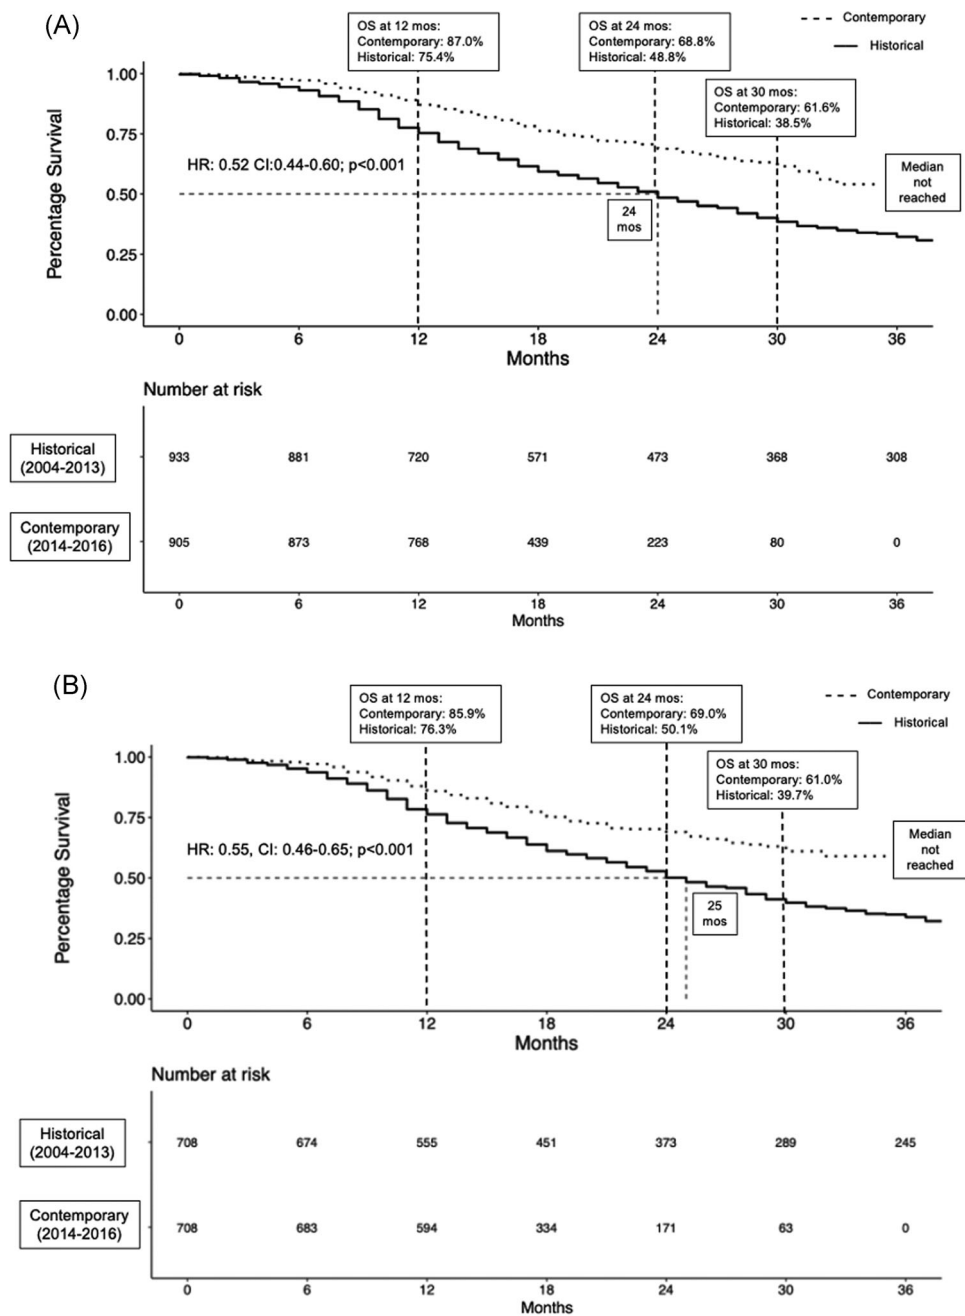 (A)
OS at 12 mos:
Contemporary: 87.0%
Historical: 75.4%
OS at 24 mos:
Contemporary: 68.8%
Historical: 48.8%
OS at 30 mos:
Contemporary: 61.6%
Historical: 38.5%
Contemporary
Historical
Percentage Survival
1.00
0.75
0.50
0.25
0.00
HR: 0.52 CI:0.44-0.60; p<0.001
24
mos
Median
not
reached
0 6 12 18 24 30 36
Months
Number at risk
Historical
(2004-2013)
933 881 720 571 473 368 308
Contemporary
(2014-2016)
905 873 768 439 223 80 0
0 6 12 18 24 30 36
Months
(B)
OS at 12 mos:
Contemporary: 85.9%
Historical: 76.3%
OS at 24 mos:
Contemporary: 69.0%
Historical: 50.1%
OS at 30 mos:
Contemporary: 61.0%
Historical: 39.7%
Contemporary
Historical
Percentage Survival
1.00
0.75
0.50
0.25
0.00
HR: 0.55, CI: 0.46-0.65; p<0.001
25
mos
Median
not
reached
0 6 12 18 24 30 36
Months
Number at risk
Historical
(2004-2013)
708 674 555 451 373 289 245
Contemporary
(2014-2016)
708 683 594 334 171 63 0
0 6 12 18 24 30 36
Months